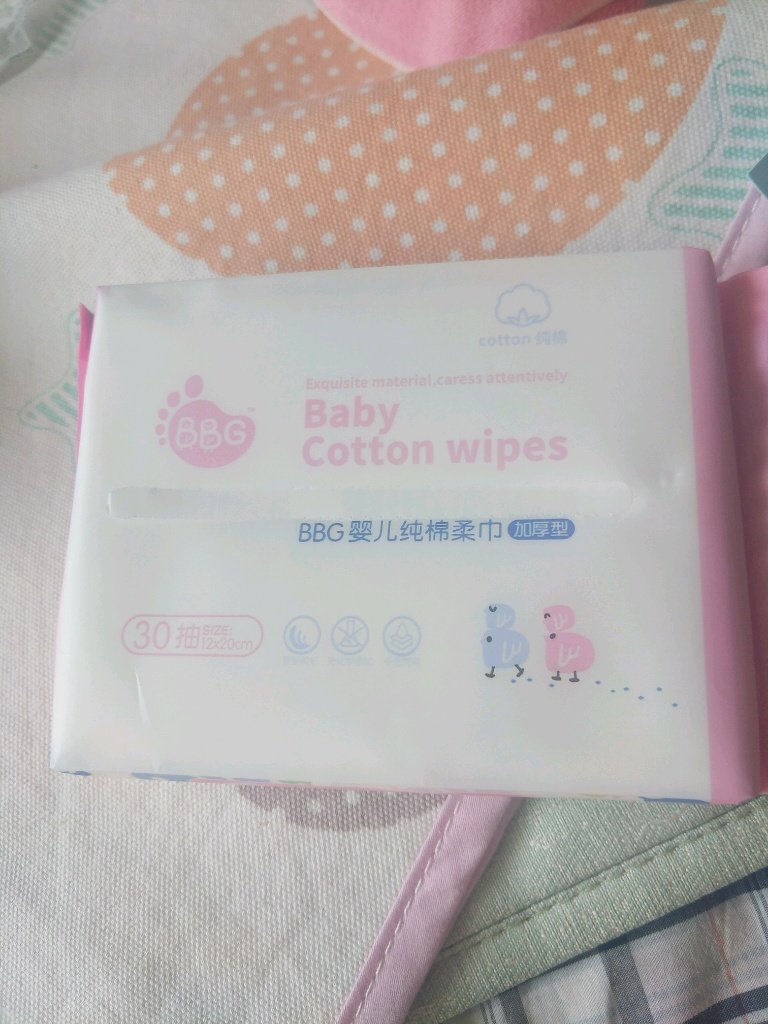 cotton 纯棉
Exquisite material,caress attentively
BBG
Baby
Cotton wipes
BBG婴儿纯棉柔巾 加厚型
30抽 SIZE: 12x20cm